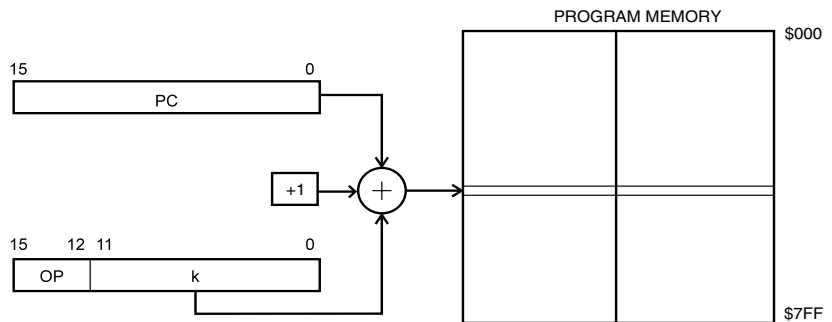 PROGRAM MEMORY
$000
15 0
PC
+1
+
15 12 11 0
OP k
$7FF